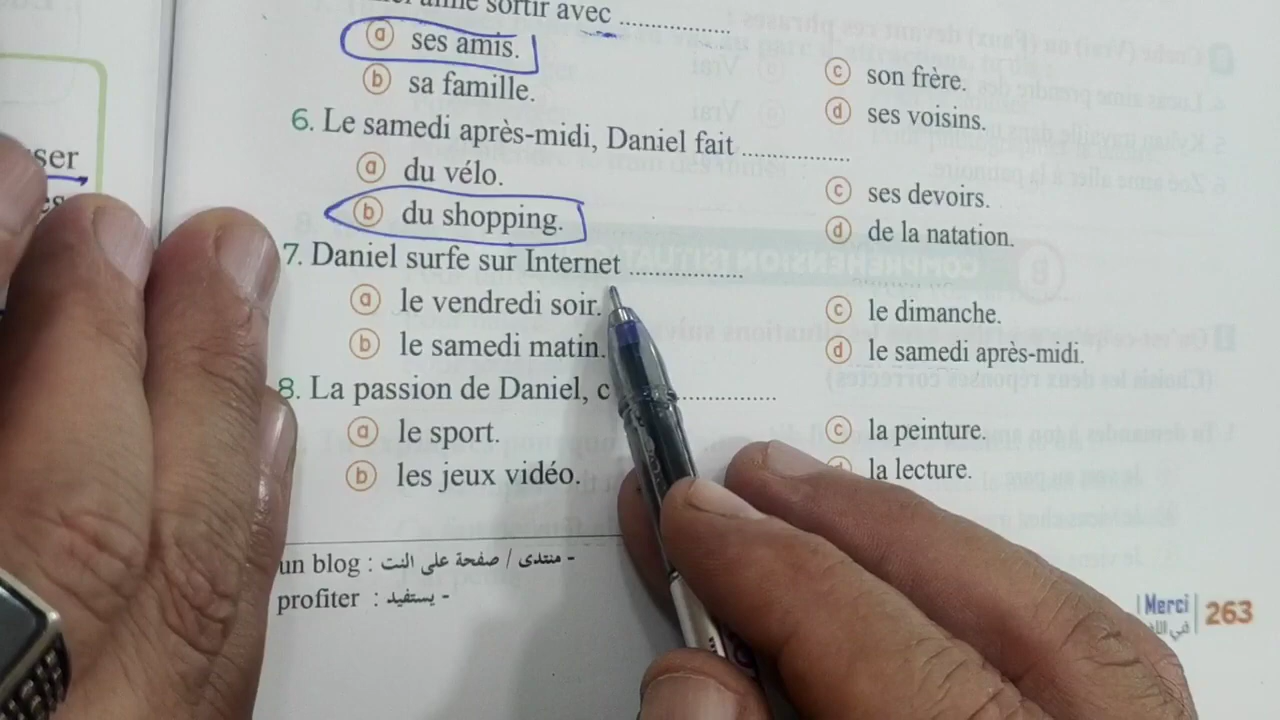 sortir avec ..............
ⓐ ses amis.
ⓑ sa famille.
ⓒ son frère.
ⓓ ses voisins.
6. Le samedi après-midi, Daniel fait ..............
ⓐ du vélo.
ⓑ du shopping.
ⓒ ses devoirs.
ⓓ de la natation.
7. Daniel surfe sur Internet ..............
ⓐ le vendredi soir.
ⓑ le samedi matin.
ⓒ le dimanche.
ⓓ le samedi après-midi.
8. La passion de Daniel, c ..............
ⓐ le sport.
ⓑ les jeux vidéo.
ⓒ la peinture.
la lecture.
un blog : منتدى / صفحة على النت -
profiter : يستفيد -
Merci
263